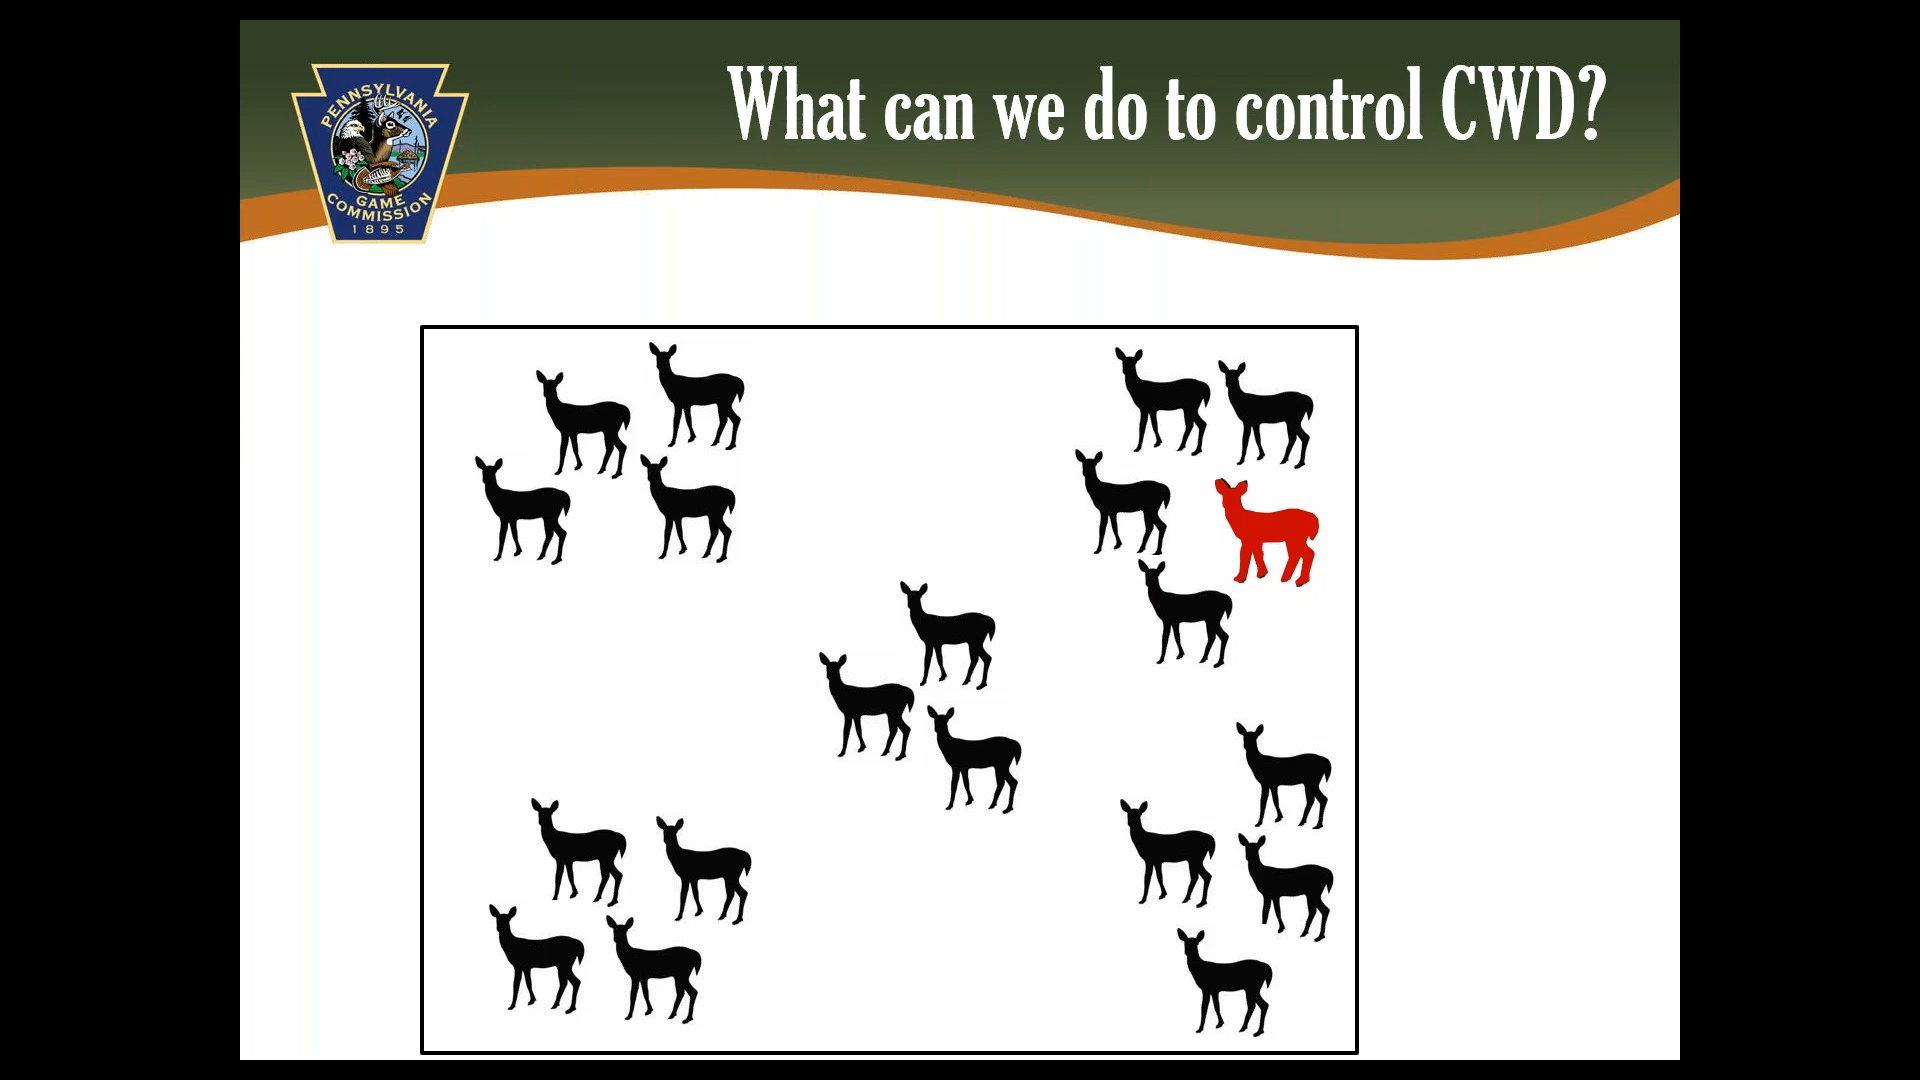 What can we do to control CWD?
PENNSYLVANIA
GAME
COMMISSION
1895